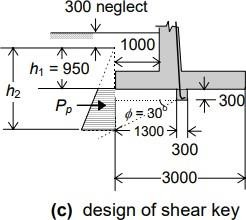 300 neglect
1000
h₁ = 950
h₂
Pₚ
ϕ = 30°
300
1300
300
3000
(c) design of shear key